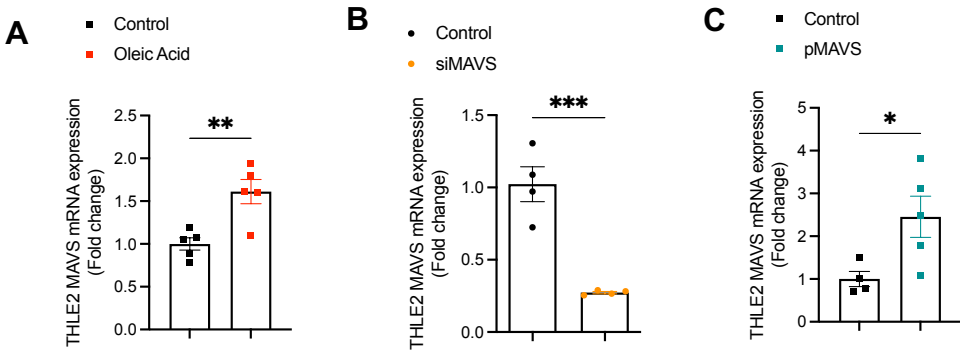 A
Control
Oleic Acid
THLE2 MAVS mRNA expression
(Fold change)
2.5
2.0
1.5
1.0
0.5
0.0
**
B
Control
siMAVS
THLE2 MAVS mRNA expression
(Fold change)
1.5
1.0
0.5
0.0
***
C
Control
pMAVS
THLE2 MAVS mRNA expression
(Fold change)
5
4
3
2
1
0
*